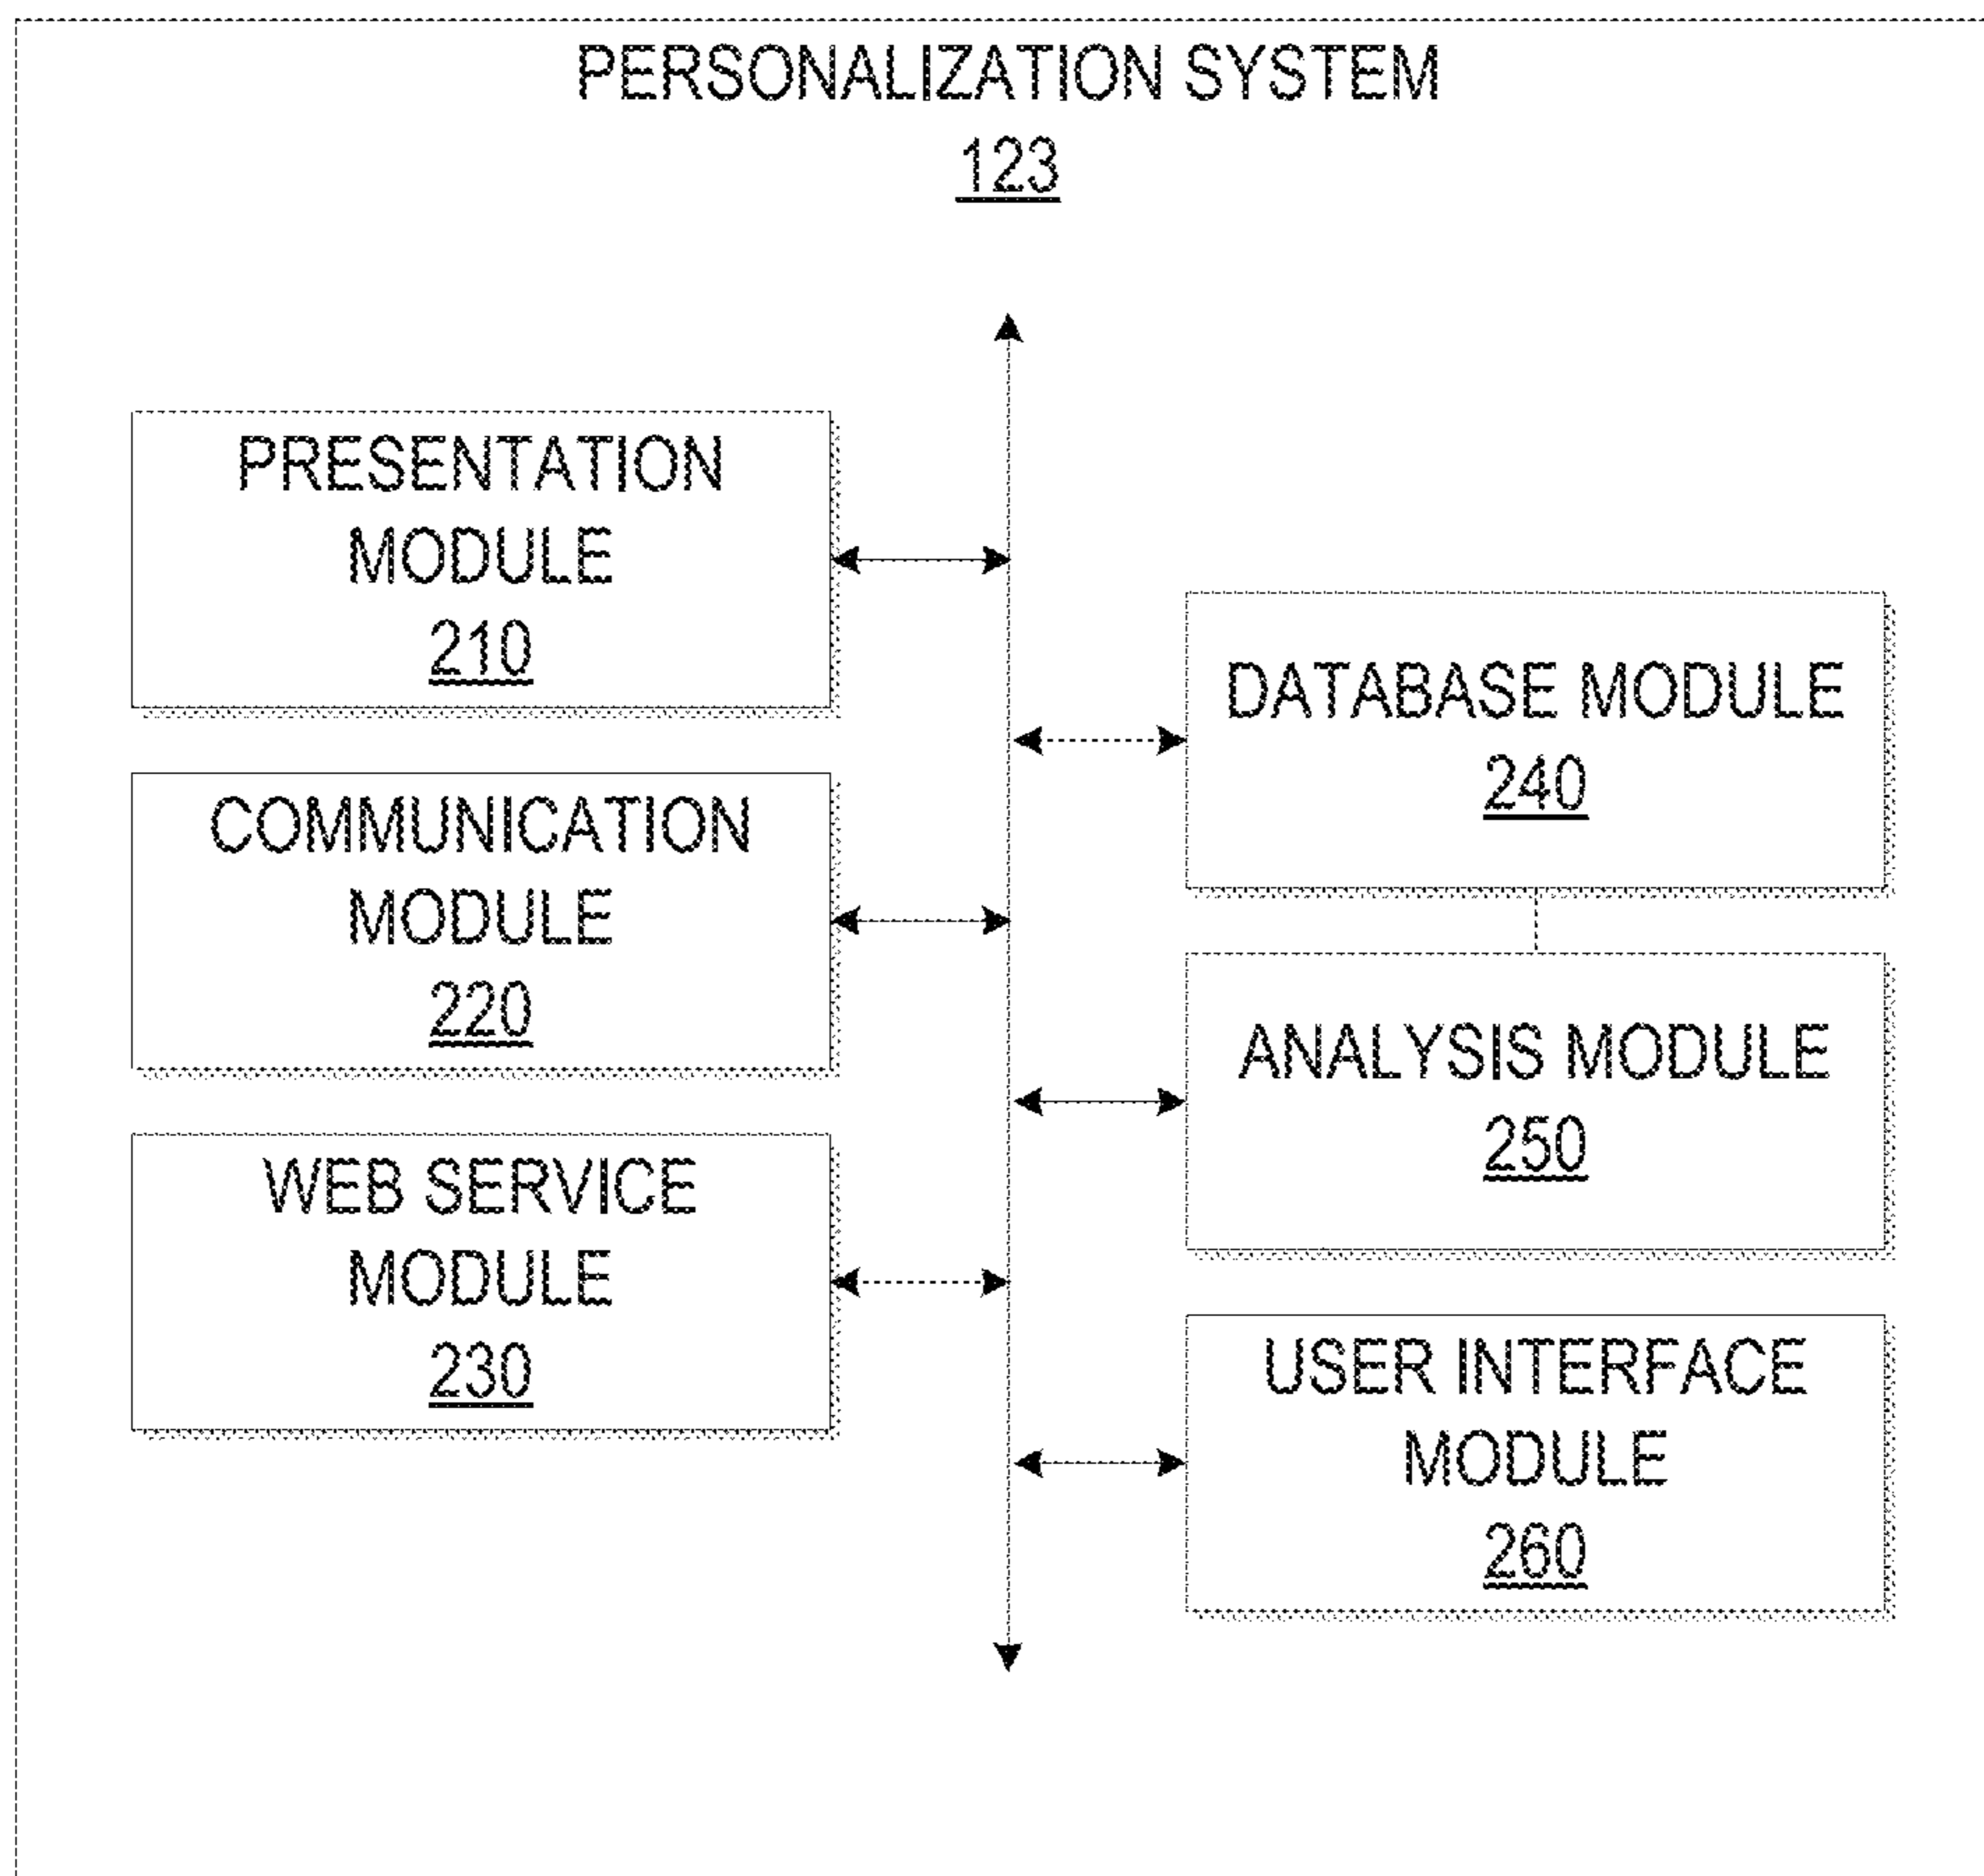 PERSONALIZATION SYSTEM
123
PRESENTATION
MODULE
210
COMMUNICATION
MODULE
220
WEB SERVICE
MODULE
230
DATABASE MODULE
240
ANALYSIS MODULE
250
USER INTERFACE
MODULE
260